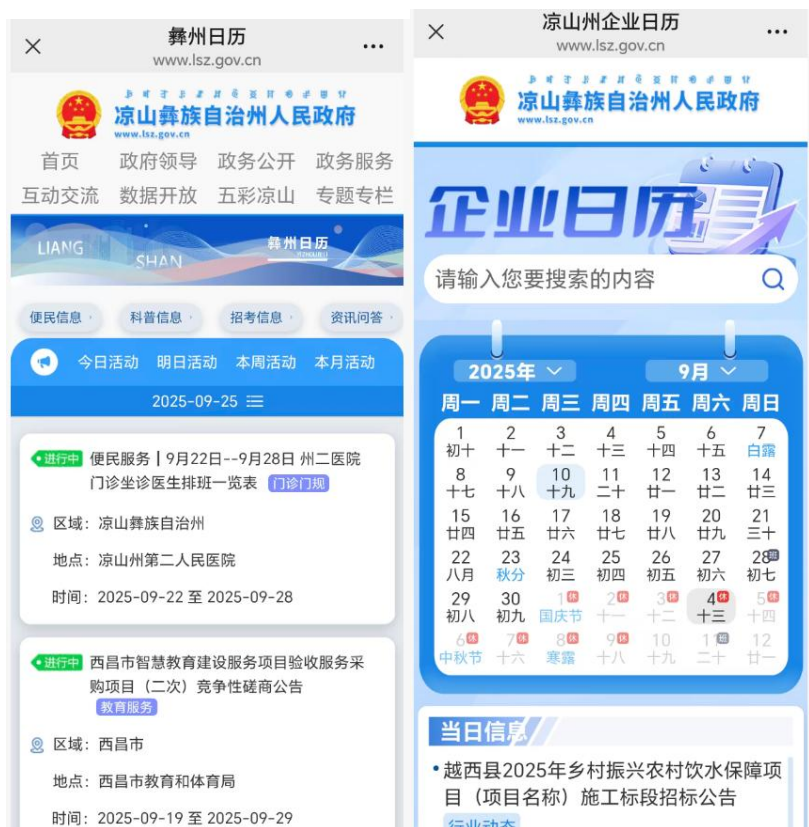 彝州日历
www.lsz.gov.cn
凉山彝族自治州人民政府
www.lsz.gov.cn
首页 政府领导 政务公开 政务服务
互动交流 数据开放 五彩凉山 专题专栏
LIANG
SHAN
彝州日历
便民信息 科普信息 招考信息 资讯问答
今日活动 明日活动 本周活动 本月活动
2025-09-25
进行中 便民服务 | 9月22日--9月28日 州二医院
门诊坐诊医生排班一览表 门诊门规
区域：凉山彝族自治州
地点：凉山州第二人民医院
时间：2025-09-22 至 2025-09-28
进行中 西昌市智慧教育建设服务项目验收服务采
购项目（二次）竞争性磋商公告
教育服务
区域：西昌市
地点：西昌市教育和体育局
时间：2025-09-19 至 2025-09-29
凉山州企业日历
www.lsz.gov.cn
凉山彝族自治州人民政府
www.lsz.gov.cn
企业日历
请输入您要搜索的内容
2025年 9月
周一 周二 周三 周四 周五 周六 周日
1 2 3 4 5 6 7
初十 十一 十二 十三 十四 十五 白露
8 9 10 11 12 13 14
十七 十八 十九 二十 廿一 廿二 廿三
15 16 17 18 19 20 21
廿四 廿五 廿六 廿七 廿八 廿九 三十
22 23 24 25 26 27 28班
八月 秋分 初三 初四 初五 初六 初七
29 30 1休 2休 3休 4休 5休
初八 初九 国庆节 十一 十二 十三 十四
6休 7休 8休 9休 10 11班 12
中秋节 十六 寒露 十八 十九 二十 廿一
当日信息
越西县2025年乡村振兴农村饮水保障项
目（项目名称）施工标段招标公告
行业动态